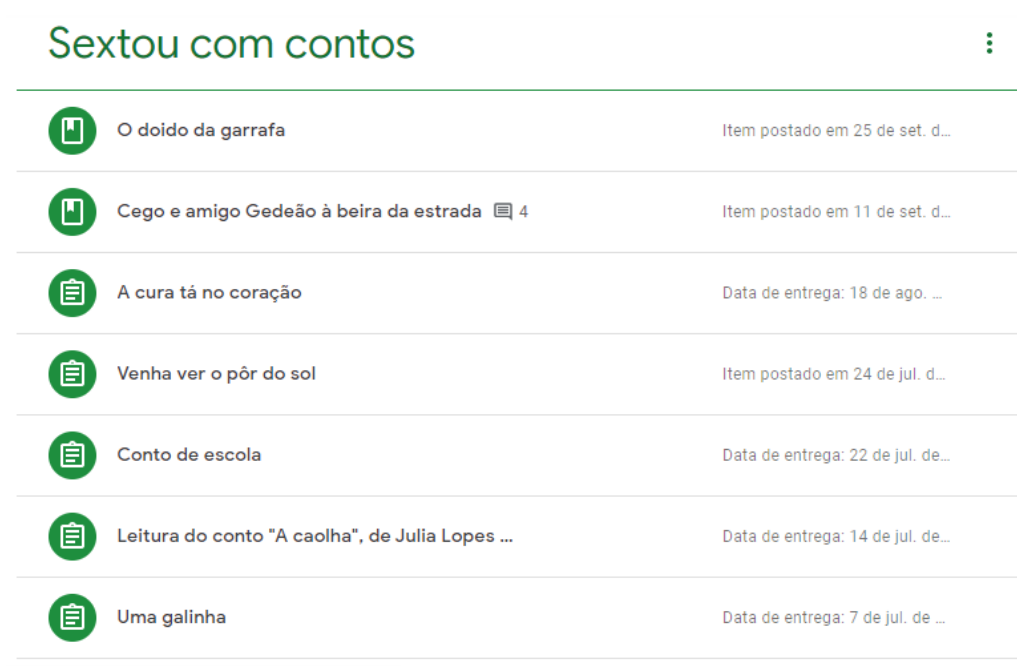 Sextou com contos
O doido da garrafa Item postado em 25 de set. d...
Cego e amigo Gedeão à beira da estrada 4 Item postado em 11 de set. d...
A cura tá no coração Data de entrega: 18 de ago. ...
Venha ver o pôr do sol Item postado em 24 de jul. d...
Conto de escola Data de entrega: 22 de jul. de...
Leitura do conto "A caolha", de Julia Lopes ... Data de entrega: 14 de jul. de...
Uma galinha Data de entrega: 7 de jul. de ...